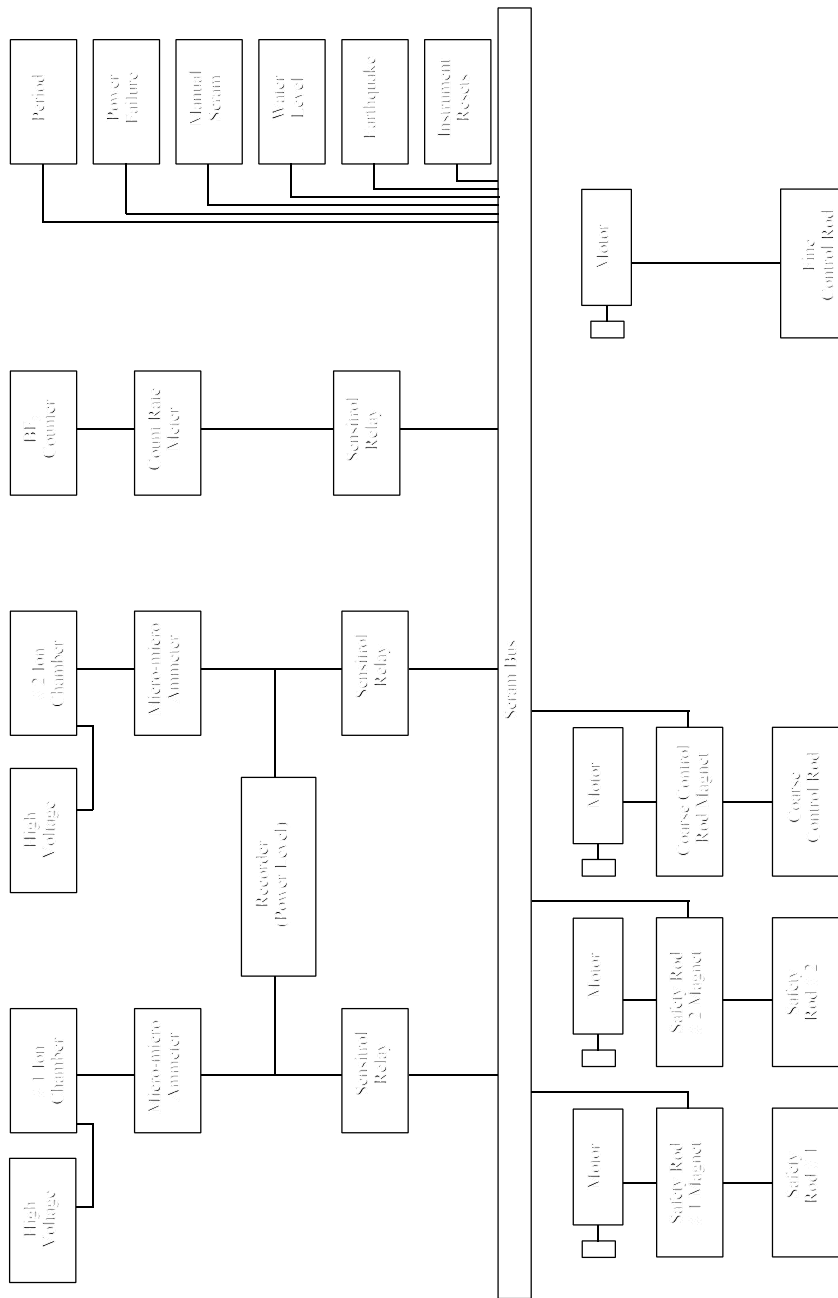 Period
Power
Failure
Manual
Scram
Water
Level
Earthquake
Instrument
Resets
Motor
Fine
Control Rod
Counter
Count Rate
Meter
Sensitrol
Relay
2 Ion
Chamber
High
Voltage
Micro-micro
Ammeter
Sensitrol
Relay
Scram Bus
Recorder
(Power Level)
Motor
Coarse Control
Rod Magnet
Coarse
Control Rod
1 Ion
Chamber
High
Voltage
Micro-micro
Ammeter
Sensitrol
Relay
Motor
Safety Rod
2 Magnet
Safety
Rod 2
Motor
Safety Rod
1 Magnet
Safety
Rod 1